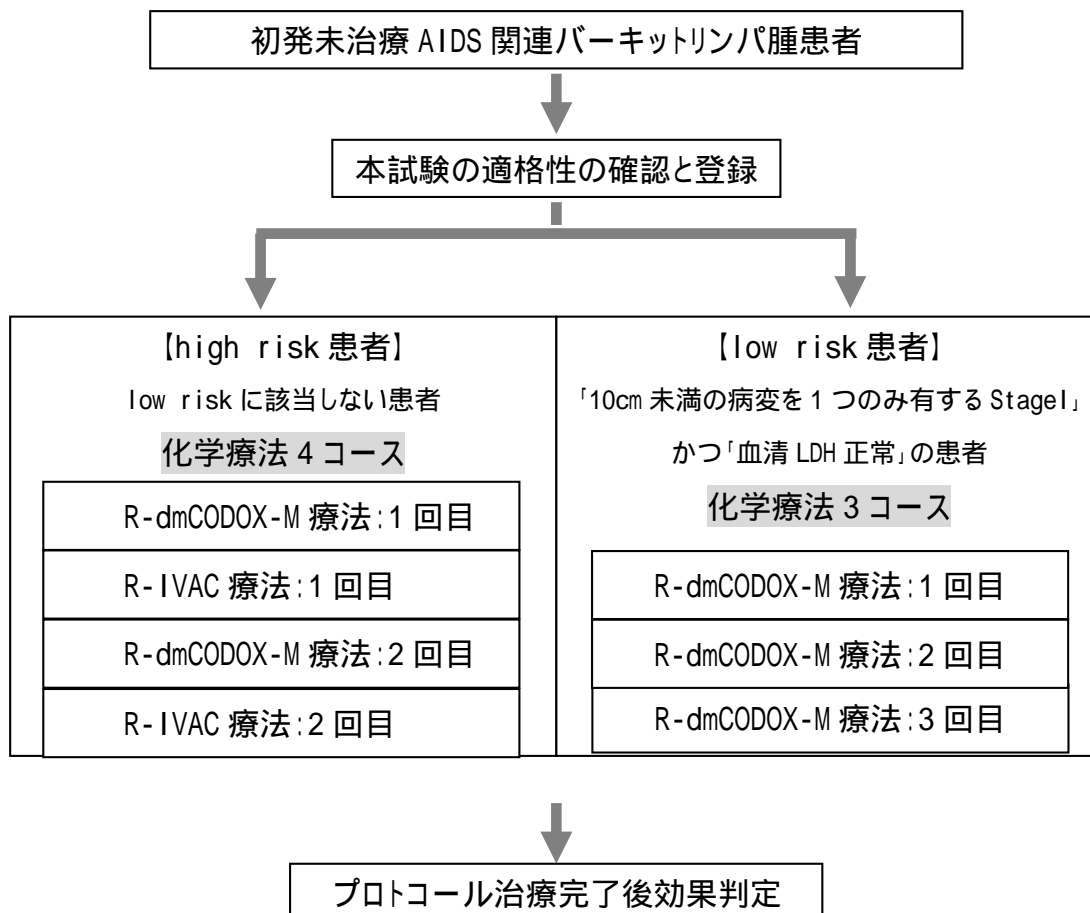 初発未治療 AIDS 関連バーキットリンパ腫患者
本試験の適格性の確認と登録
【high risk 患者】
low risk に該当しない患者
化学療法 4 コース
R-dmCODOX-M 療法:1 回目
R-IVAC 療法:1 回目
R-dmCODOX-M 療法:2 回目
R-IVAC 療法:2 回目
【low risk 患者】
「10cm 未満の病変を 1 つのみ有する StageI」
かつ「血清 LDH 正常」の患者
化学療法 3 コース
R-dmCODOX-M 療法:1 回目
R-dmCODOX-M 療法:2 回目
R-dmCODOX-M 療法:3 回目
プロトコール治療完了後効果判定